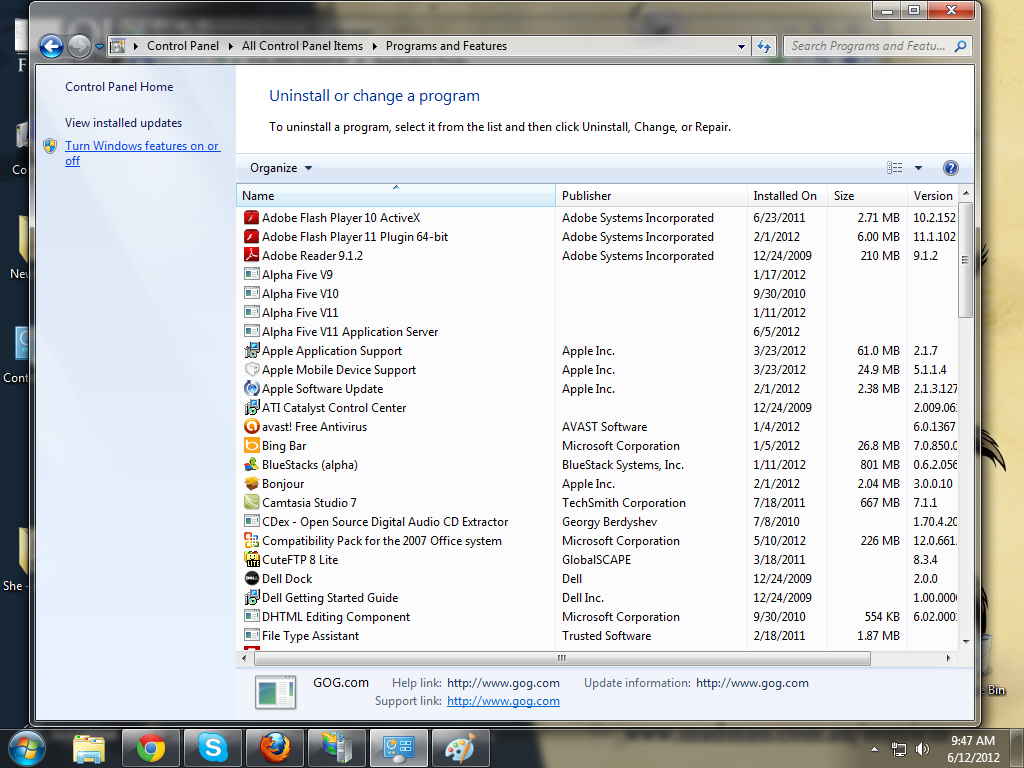 Control Panel ▸ All Control Panel Items ▸ Programs and Features
Search Programs and Featu...
Control Panel Home
View installed updates
Turn Windows features on or
off
Uninstall or change a program
To uninstall a program, select it from the list and then click Uninstall, Change, or Repair.
Organize
Name Publisher Installed On Size Version
Adobe Flash Player 10 ActiveX Adobe Systems Incorporated 6/23/2011 2.71 MB 10.2.152
Adobe Flash Player 11 Plugin 64-bit Adobe Systems Incorporated 2/1/2012 6.00 MB 11.1.102
Adobe Reader 9.1.2 Adobe Systems Incorporated 12/24/2009 210 MB 9.1.2
Alpha Five V9 1/17/2012
Alpha Five V10 9/30/2010
Alpha Five V11 1/11/2012
Alpha Five V11 Application Server 6/5/2012
Apple Application Support Apple Inc. 3/23/2012 61.0 MB 2.1.7
Apple Mobile Device Support Apple Inc. 3/23/2012 24.9 MB 5.1.1.4
Apple Software Update Apple Inc. 2/1/2012 2.38 MB 2.1.3.127
ATI Catalyst Control Center 12/24/2009 2.009.06
avast! Free Antivirus AVAST Software 1/4/2012 6.0.1367
Bing Bar Microsoft Corporation 1/5/2012 26.8 MB 7.0.850.0
BlueStacks (alpha) BlueStack Systems, Inc. 1/11/2012 801 MB 0.6.2.056
Bonjour Apple Inc. 2/1/2012 2.04 MB 3.0.0.10
Camtasia Studio 7 TechSmith Corporation 7/18/2011 667 MB 7.1.1
CDex - Open Source Digital Audio CD Extractor Georgy Berdyshev 7/8/2010 1.70.4.20
Compatibility Pack for the 2007 Office system Microsoft Corporation 5/10/2012 226 MB 12.0.661
CuteFTP 8 Lite GlobalSCAPE 3/18/2011 8.3.4
Dell Dock Dell 12/24/2009 2.0.0
Dell Getting Started Guide Dell Inc. 12/24/2009 1.00.000
DHTML Editing Component Microsoft Corporation 9/30/2010 554 KB 6.02.000
File Type Assistant Trusted Software 2/18/2011 1.87 MB
GOG.com Help link: http://www.gog.com Update information: http://www.gog.com
Support link: http://www.gog.com
F
Co
New
Cont
She -
Bin
9:47 AM
6/12/2012